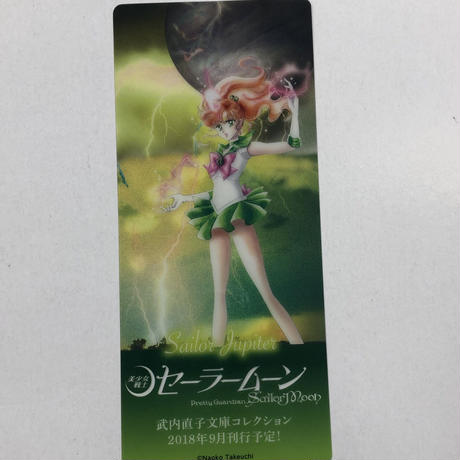 Sailor Jupiter
美少女
戦士
セーラームーン
Pretty Guardian Sailor Moon
武内直子文庫コレクション
2018年9月刊行予定!
©Naoko Takeuchi